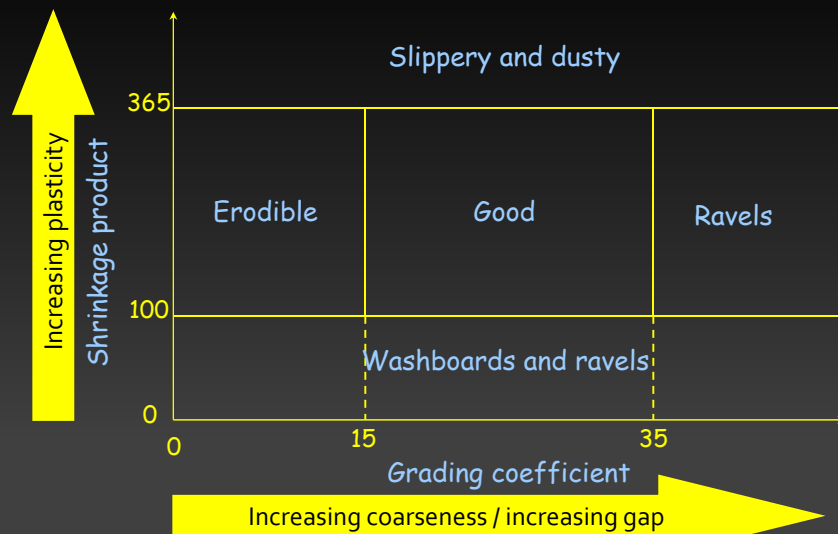 Slippery and dusty
365
Increasing plasticity
Shrinkage product
Erodible
Good
Ravels
100
Washboards and ravels
0
0
15
35
Grading coefficient
Increasing coarseness / increasing gap